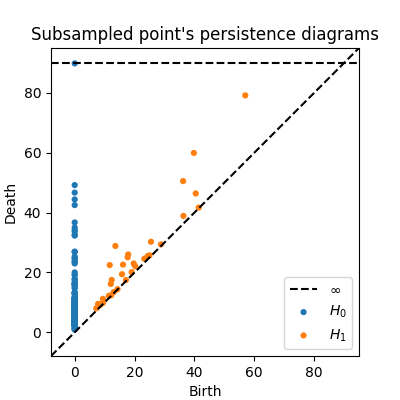 Subsampled point's persistence diagrams
80
60
40
20
0
Death
0 20 40 60 80
Birth
∞
H₀
H₁